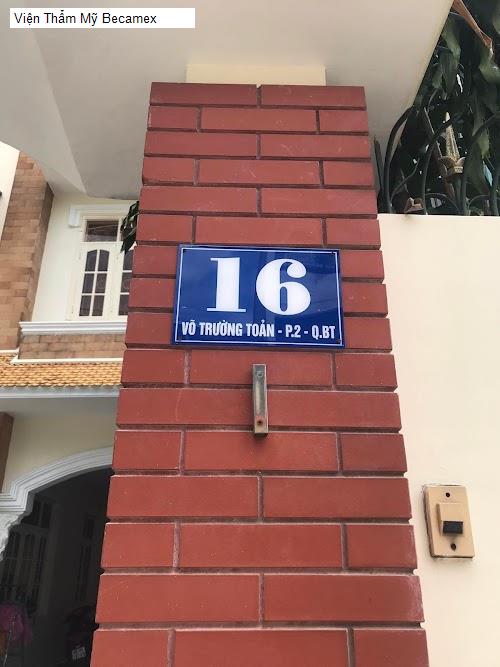 Viện Thẩm Mỹ Becamex
16
VÕ TRƯỜNG TOẢN - P.2 - Q.BT